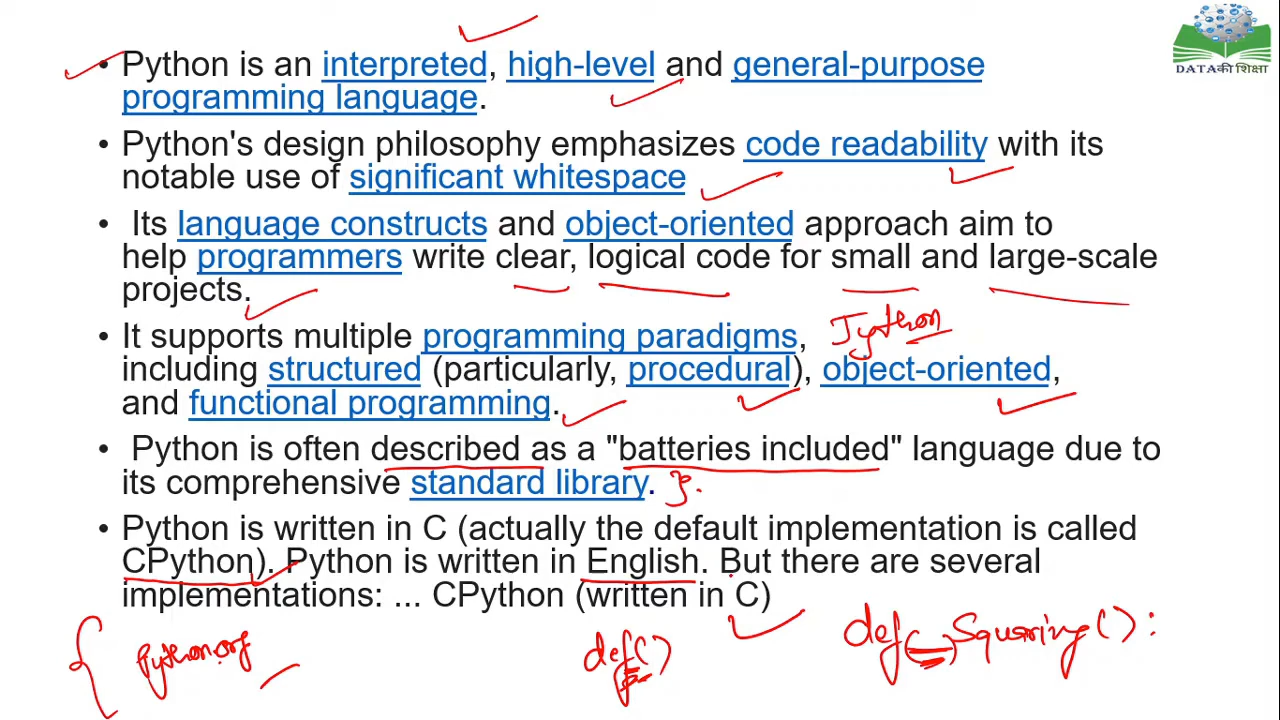 DATAकी शिक्षा
• Python is an interpreted, high-level and general-purpose
programming language.
• Python's design philosophy emphasizes code readability with its
notable use of significant whitespace
• Its language constructs and object-oriented approach aim to
help programmers write clear, logical code for small and large-scale
projects.
• It supports multiple programming paradigms,
Jython
including structured (particularly, procedural), object-oriented,
and functional programming.
• Python is often described as a "batteries included" language due to
its comprehensive standard library.
• Python is written in C (actually the default implementation is called
CPython). Python is written in English. But there are several
implementations: ... CPython (written in C)
Python.org
def()
def Squaring():